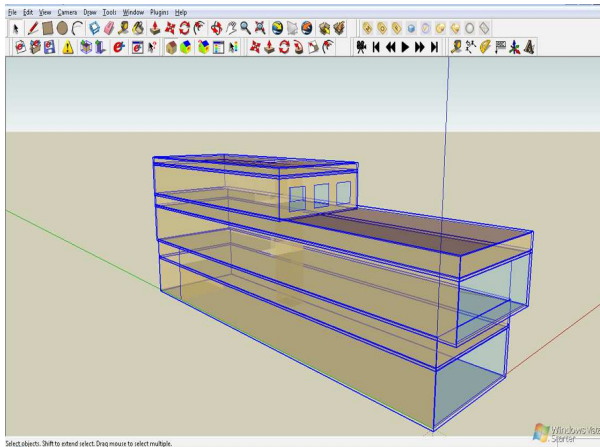 File Edit View Camera Draw Tools Window Plugins Help
Select objects. Shift to extend select. Drag mouse to select multiple.
Windows Vista
Starter